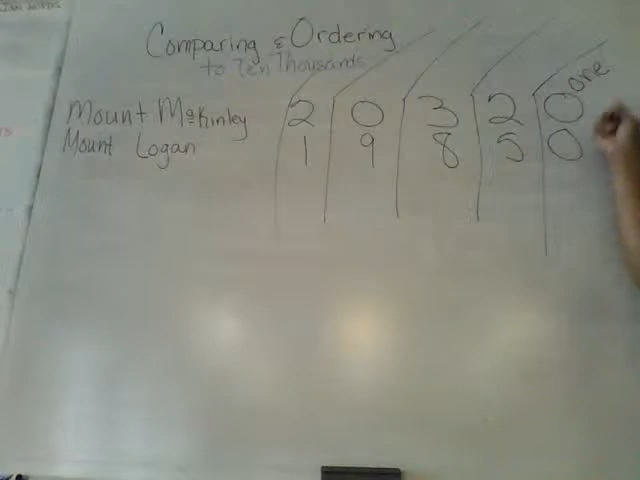 Comparing & Ordering
to Ten Thousands
one
Mount McKinley 2 0 3 2 0
Mount Logan 1 9 8 5 0